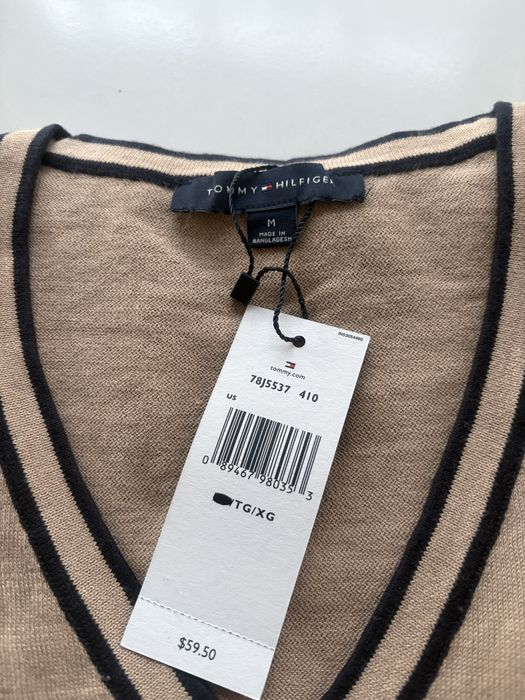 TOMMY HILFIGER
M
MADE IN
BANGLADESH
tommy.com
78J5537 410
US
0 89467 98035 3
/TG/XG
$59.50